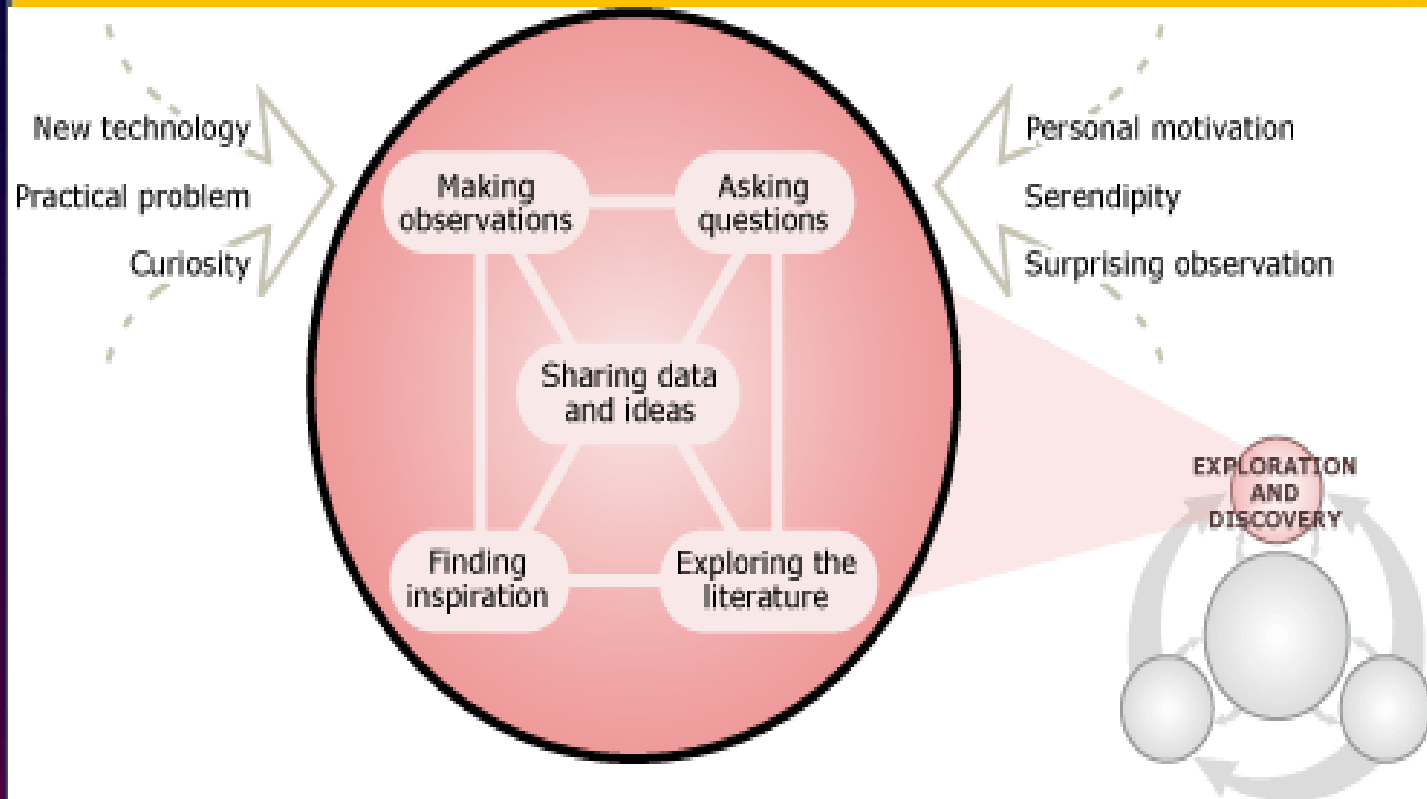 New technology
Practical problem
Curiosity
Making
observations
Asking
questions
Sharing data
and ideas
Finding
inspiration
Exploring the
literature
Personal motivation
Serendipity
Surprising observation
EXPLORATION
AND
DISCOVERY